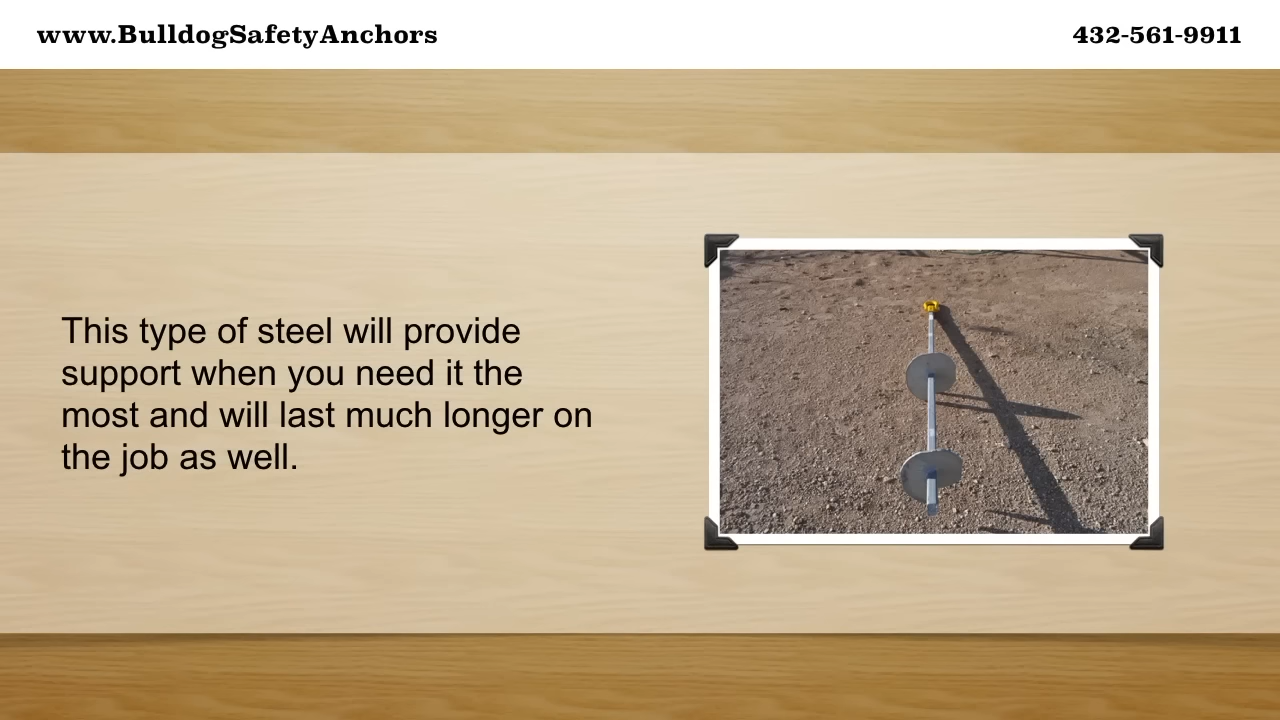 www.BulldogSafetyAnchors
432-561-9911
This type of steel will provide
support when you need it the
most and will last much longer on
the job as well.